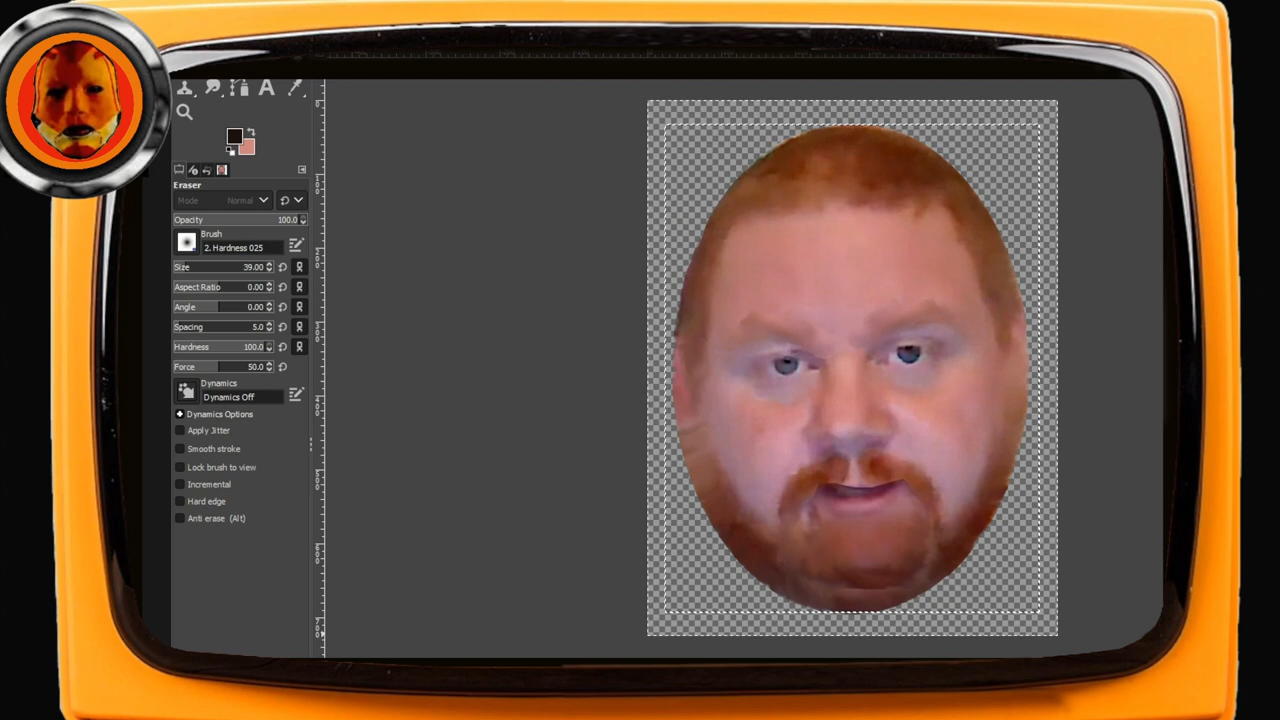 A
Eraser
Mode Normal
Opacity 100.0
Brush
2. Hardness 025
Size 39.00
Aspect Ratio 0.00
Angle 0.00
Spacing 5.0
Hardness 100.0
Force 50.0
Dynamics
Dynamics Off
Dynamics Options
Apply Jitter
Smooth stroke
Lock brush to view
Incremental
Hard edge
Anti erase (Alt)